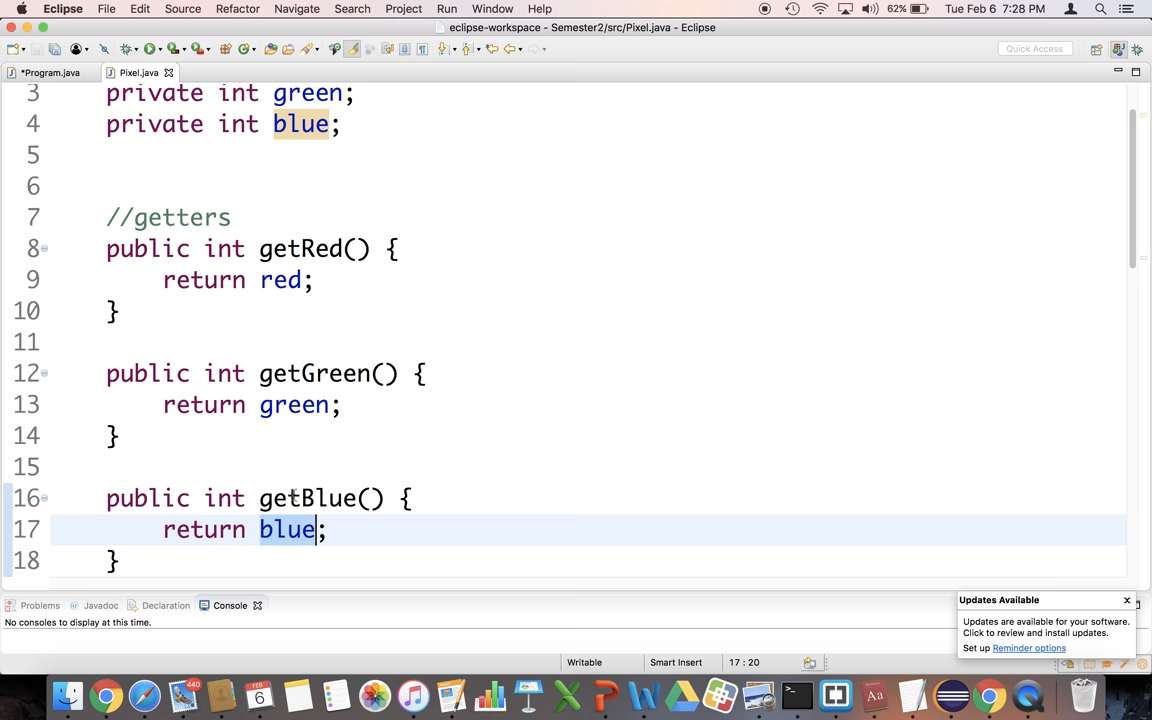 Eclipse File Edit Source Refactor Navigate Search Project Run Window Help 62% Tue Feb 6 7:28 PM
eclipse-workspace - Semester2/src/Pixel.java - Eclipse
Quick Access
*Program.java Pixel.java
3 private int green;
4 private int blue;
5
6
7 //getters
8 public int getRed() {
9 return red;
10 }
11
12 public int getGreen() {
13 return green;
14 }
15
16 public int getBlue() {
17 return blue;
18 }
Problems Javadoc Declaration Console
No consoles to display at this time.
Updates Available
Updates are available for your software.
Click to review and install updates.
Set up Reminder options
Writable Smart Insert 17 : 20
440
FEB
6
Aa